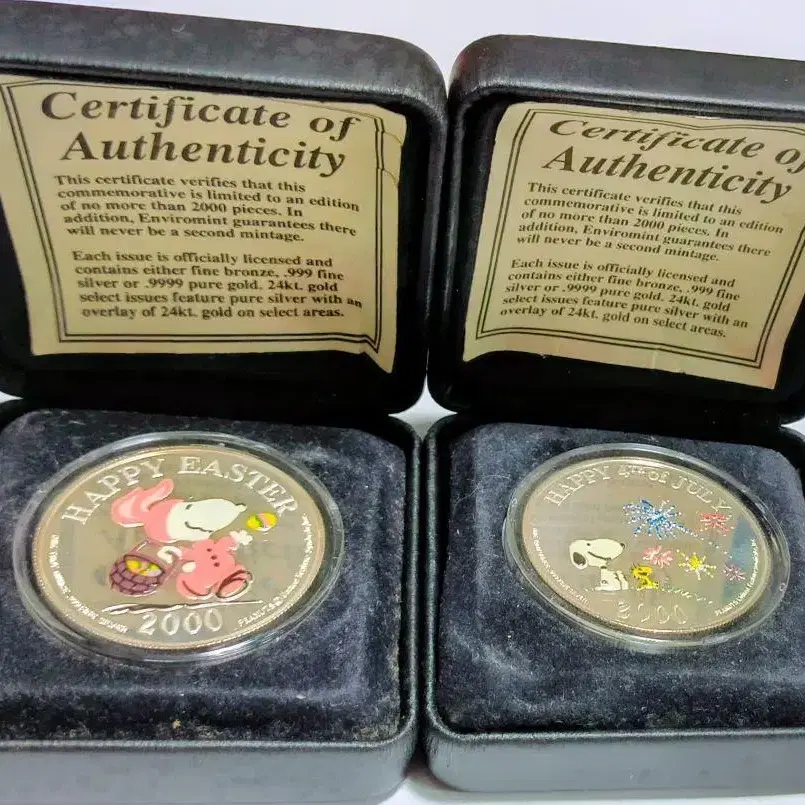 Certificate of
Authenticity
This certificate verifies that this
commemorative is limited to an edition
of no more than 2000 pieces. In
addition, Enviromint guarantees there
will never be a second mintage.
Each issue is officially licensed and
contains either fine bronze, .999 fine
silver or .9999 pure gold. 24kt. gold
select issues feature pure silver with an
overlay of 24kt. gold on select areas.
Certificate of
Authenticity
This certificate verifies that this
commemorative is limited to an edition
of no more than 2000 pieces. In
addition, Enviromint guarantees there
will never be a second mintage.
Each issue is officially licensed and
contains either fine bronze, .999 fine
silver or .9999 pure gold. 24kt. gold
select issues feature pure silver with an
overlay of 24kt. gold on select areas.
HAPPY EASTER
2000
.999 FINE SILVER
PEANUTS ©
HAPPY 4TH of JULY
2000
PEANUTS